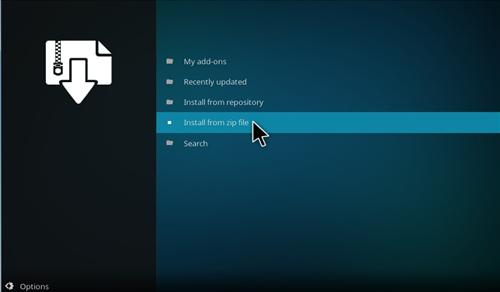 My add-ons
Recently updated
Install from repository
Install from zip file
Search
Options